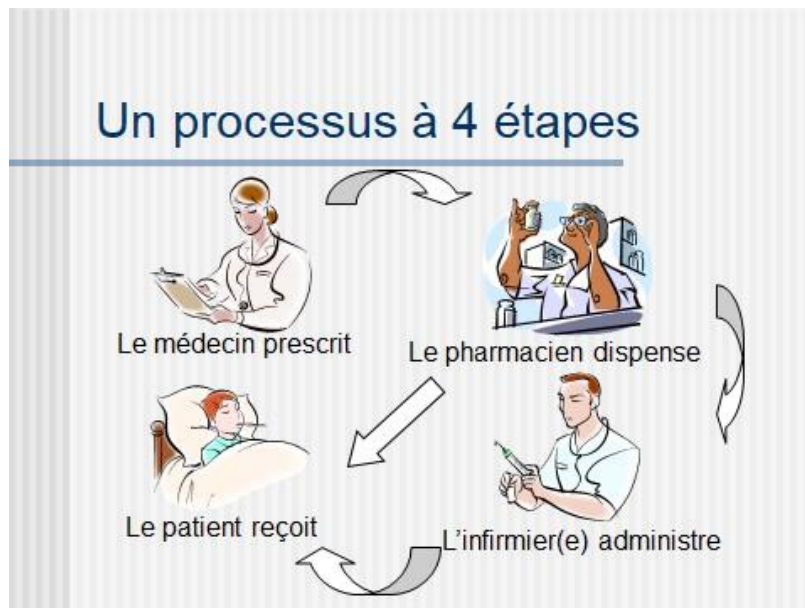 Un processus à 4 étapes
Le médecin prescrit
Le pharmacien dispense
Le patient reçoit
L'infirmier(e) administre